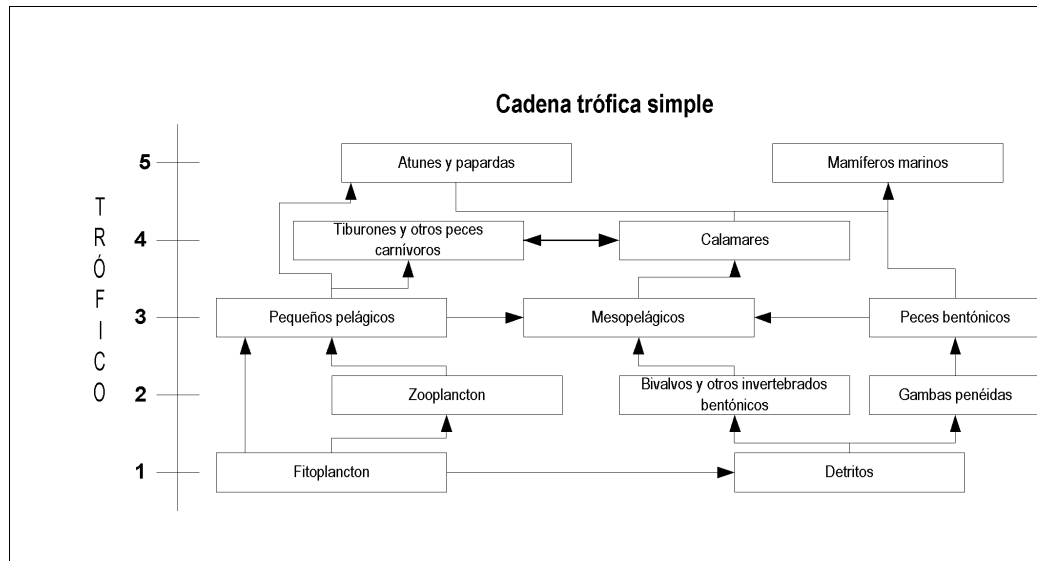 Cadena trófica simple
TRÓFICO
5
Atunes y papardas
Mamíferos marinos
4
Tiburones y otros peces
carnívoros
Calamares
3
Pequeños pelágicos
Mesopelágicos
Peces bentónicos
2
Zooplancton
Bivalvos y otros invertebrados
bentónicos
Gambas penéidas
1
Fitoplancton
Detritos